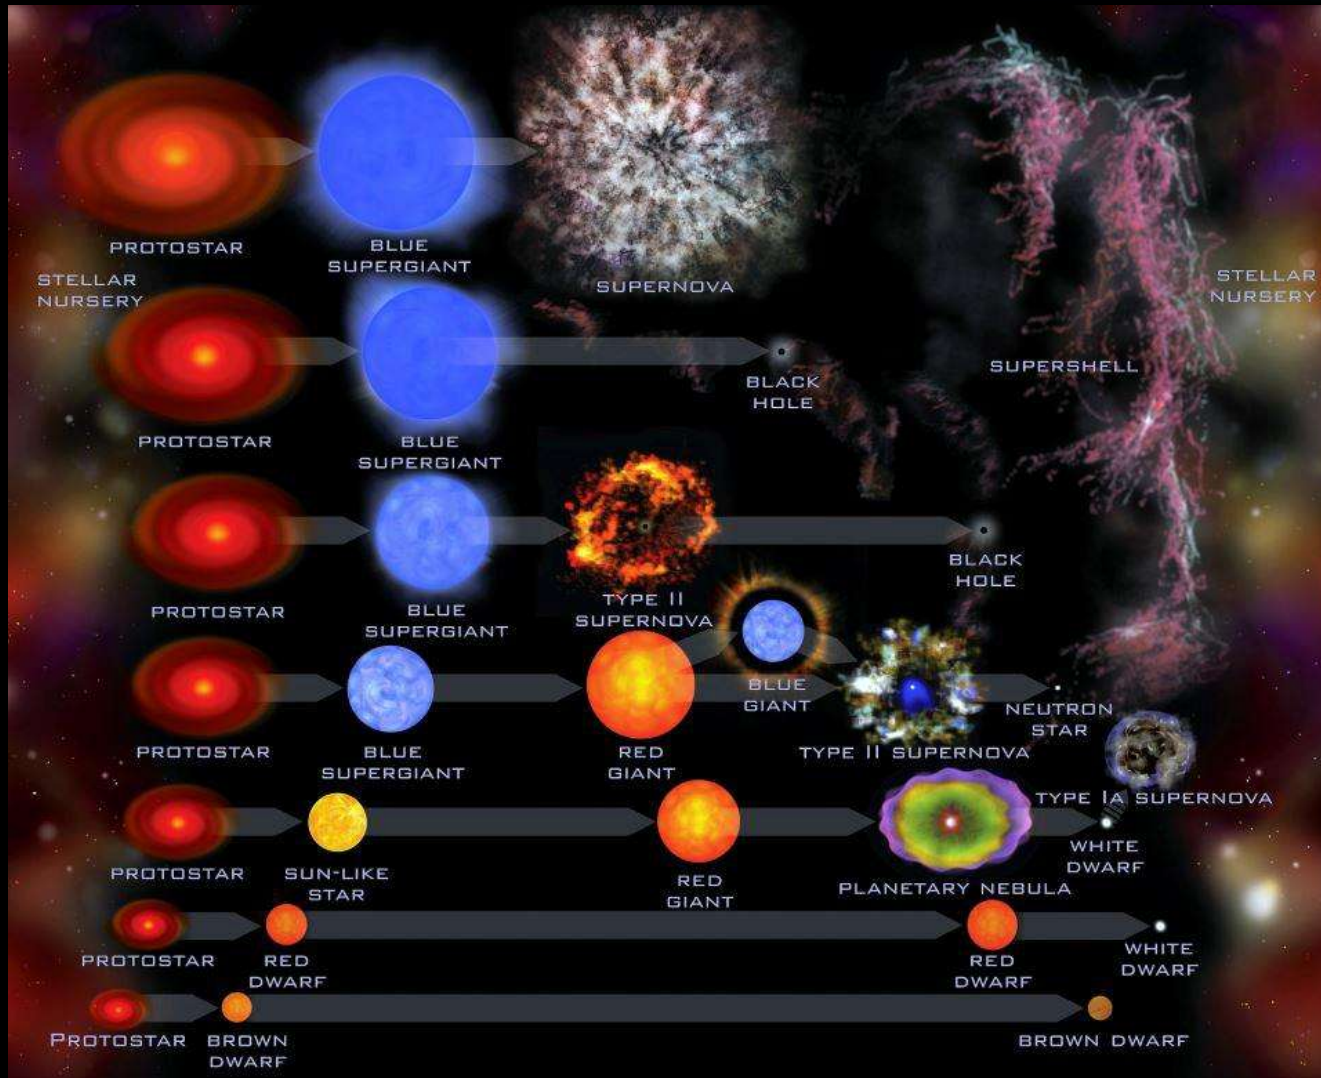 PROTOSTAR
BLUE
SUPERGIANT
SUPERNOVA
STELLAR
NURSERY
STELLAR
NURSERY
PROTOSTAR
BLUE
SUPERGIANT
BLACK
HOLE
SUPERSHELL
PROTOSTAR
BLUE
SUPERGIANT
TYPE II
SUPERNOVA
BLACK
HOLE
PROTOSTAR
BLUE
SUPERGIANT
RED
GIANT
BLUE
GIANT
TYPE II SUPERNOVA
NEUTRON
STAR
TYPE IA SUPERNOVA
PROTOSTAR
SUN-LIKE
STAR
RED
GIANT
PLANETARY NEBULA
WHITE
DWARF
PROTOSTAR
RED
DWARF
RED
DWARF
WHITE
DWARF
PROTOSTAR
BROWN
DWARF
BROWN DWARF